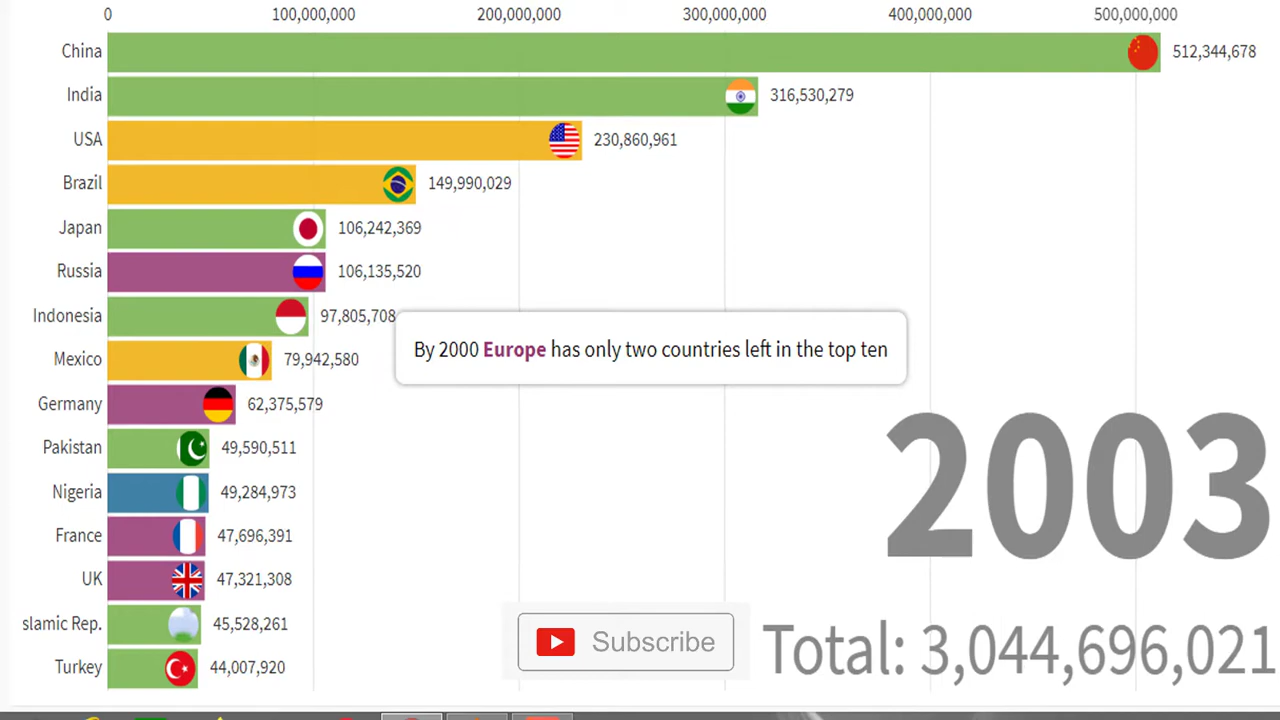 0 100,000,000 200,000,000 300,000,000 400,000,000 500,000,000
China 512,344,678
India 316,530,279
USA 230,860,961
Brazil 149,990,029
Japan 106,242,369
Russia 106,135,520
Indonesia 97,805,708
Mexico 79,942,580
By 2000 Europe has only two countries left in the top ten
Germany 62,375,579
Pakistan 49,590,511
Nigeria 49,284,973
France 47,696,391
UK 47,321,308
slamic Rep. 45,528,261
Turkey 44,007,920
2003
Subscribe
Total: 3,044,696,021